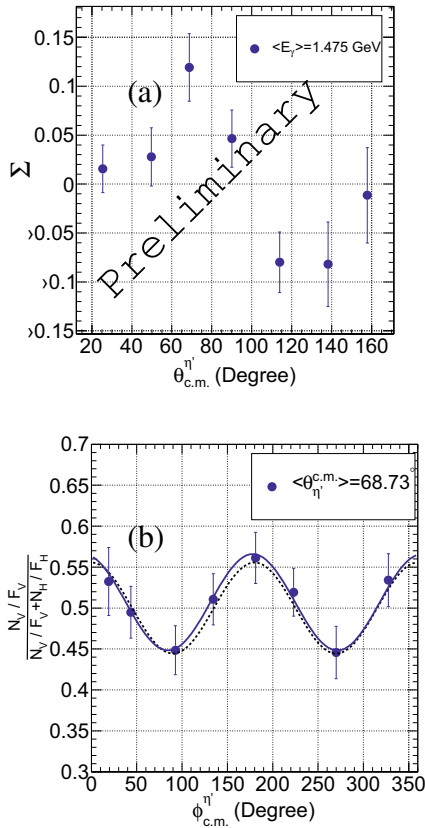 0.15
<Eγ>=1.475 GeV
(a)
0.1
0.05
Σ
0
›0.05
›0.1
›0.15
Preliminary
20 40 60 80 100 120 140 160
θ^η'_c.m. (Degree)
0.7
<θ^c.m._η'>=68.73°
0.65
0.6
(b)
0.55
0.5
0.45
0.4
0.35
0.3
N_V / F_V
N_V / F_V+N_H / F_H
0 50 100 150 200 250 300 350
ϕ^η'_c.m. (Degree)